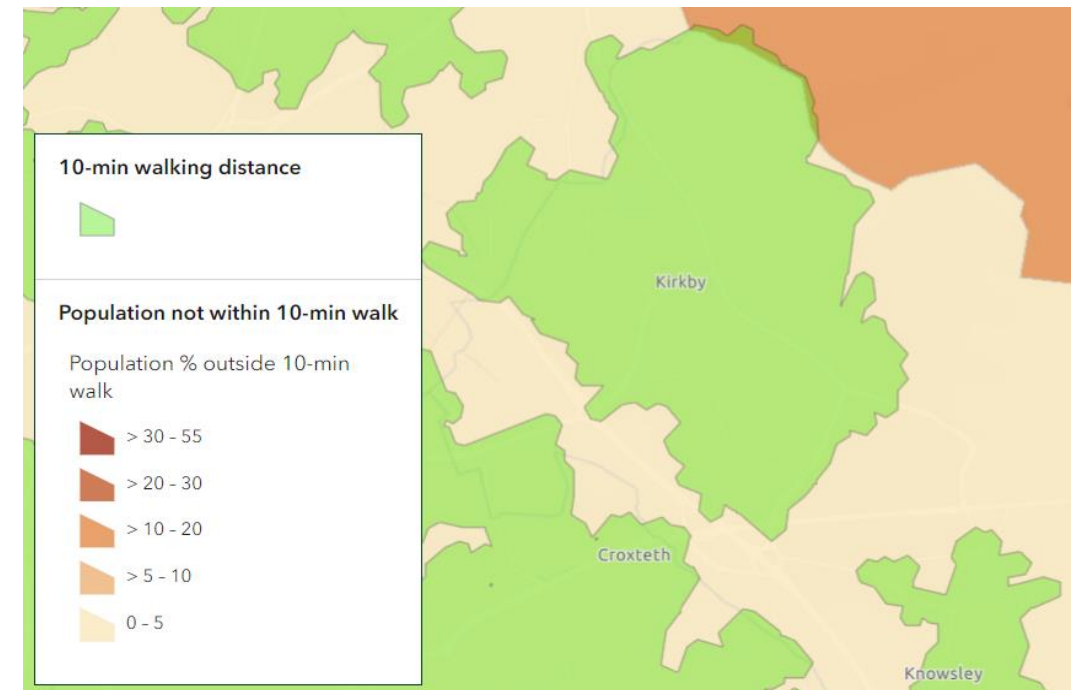 10-min walking distance
Population not within 10-min walk
Population % outside 10-min
walk
> 30 - 55
> 20 - 30
> 10 - 20
> 5 - 10
0 - 5
Kirkby
Croxteth
Knowsley